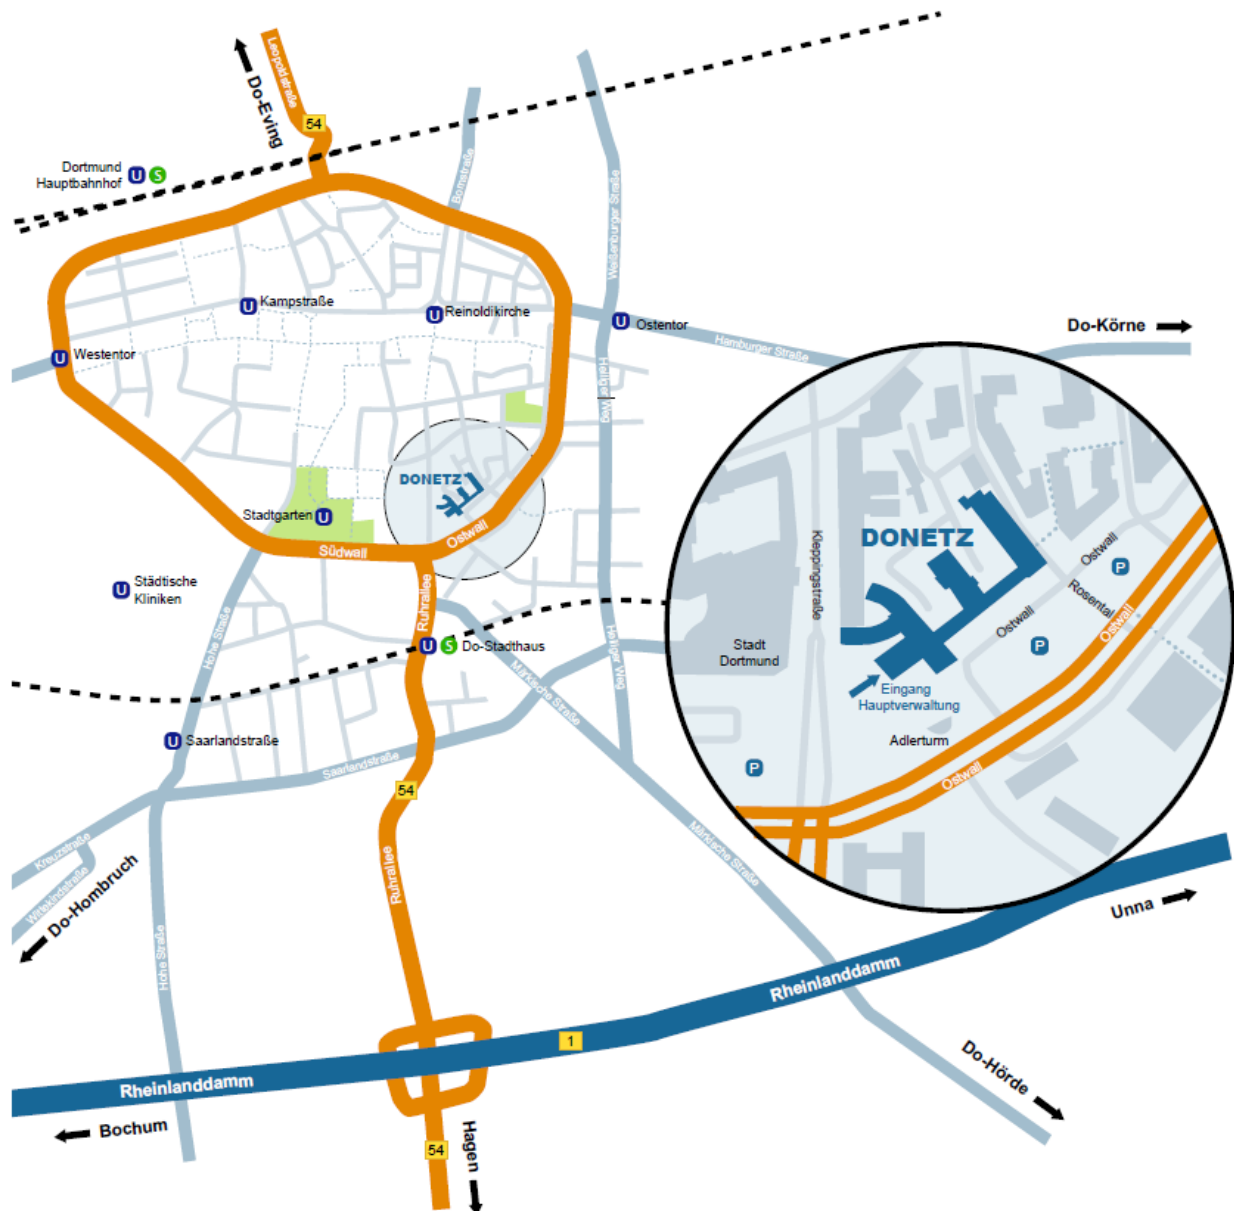 Leopoldstraße
Do-Eving
54
Bornstraße
Weißenburger Straße
Dortmund
Hauptbahnhof
U
S
U
Kampstraße
U
Reinoldikirche
U
Ostentor
Do-Körne
Hamburger Straße
U
Westentor
Heiliger Weg
DONETZ
Stadtgarten
U
Ostwall
Südwall
U
Städtische
Kliniken
Hohe Straße
Ruhrallee
U
S
Do-Stadthaus
Heiliger Weg
Märkische Straße
U
Saarlandstraße
Saarlandstraße
54
Kreuzstraße
Wittekindstraße
Do-Hombruch
Ruhrallee
Märkische Straße
Hohe Straße
Kleppingstraße
DONETZ
Ostwall
P
Rosental
Ostwall
Ostwall
P
Stadt
Dortmund
Eingang
Hauptverwaltung
Adlerturm
P
Ostwall
Unna
Rheinlanddamm
1
Rheinlanddamm
Bochum
Do-Hörde
54
Hagen